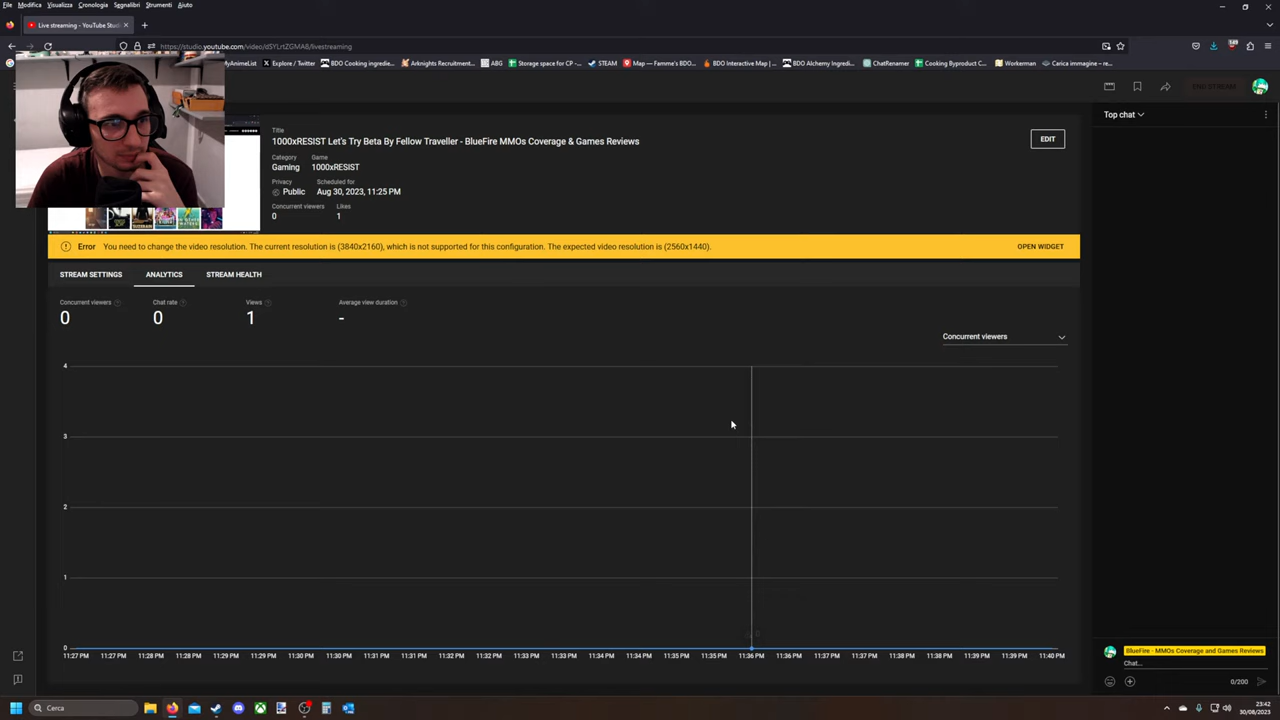 File Modifica Visualizza Cronologia Segnalibri Strumenti Aiuto
Live streaming - YouTube Studi
https://studio.youtube.com/video/dSYLrtZGMA8/livestreaming
MyAnimeList Explore / Twitter BDO Cooking ingredie... Arknights Recruitment... ABG Storage space for CP -... STEAM Map — Famme's BDO... BDO Interactive Map | ... BDO Alchemy Ingredi... ChatRenamer Cooking Byproduct C... Workerman Carica immagine — re...
END STREAM
Top chat
Title
1000xRESIST Let's Try Beta By Fellow Traveller - BlueFire MMOs Coverage & Games Reviews
EDIT
Category Game
Gaming 1000xRESIST
Privacy Scheduled for
Public Aug 30, 2023, 11:25 PM
Concurrent viewers Likes
0 1
Error You need to change the video resolution. The current resolution is (3840x2160), which is not supported for this configuration. The expected video resolution is (2560x1440). OPEN WIDGET
STREAM SETTINGS ANALYTICS STREAM HEALTH
Concurrent viewers Chat rate Views Average view duration
0 0 1 -
Concurrent viewers
4
3
2
1
0
0
11:27 PM 11:27 PM 11:28 PM 11:28 PM 11:29 PM 11:29 PM 11:30 PM 11:30 PM 11:31 PM 11:31 PM 11:32 PM 11:32 PM 11:33 PM 11:33 PM 11:34 PM 11:34 PM 11:35 PM 11:35 PM 11:36 PM 11:36 PM 11:37 PM 11:37 PM 11:38 PM 11:38 PM 11:39 PM 11:39 PM 11:40 PM
BlueFire - MMOs Coverage and Games Reviews
Chat...
0/200
Cerca
23:42
30/08/2023